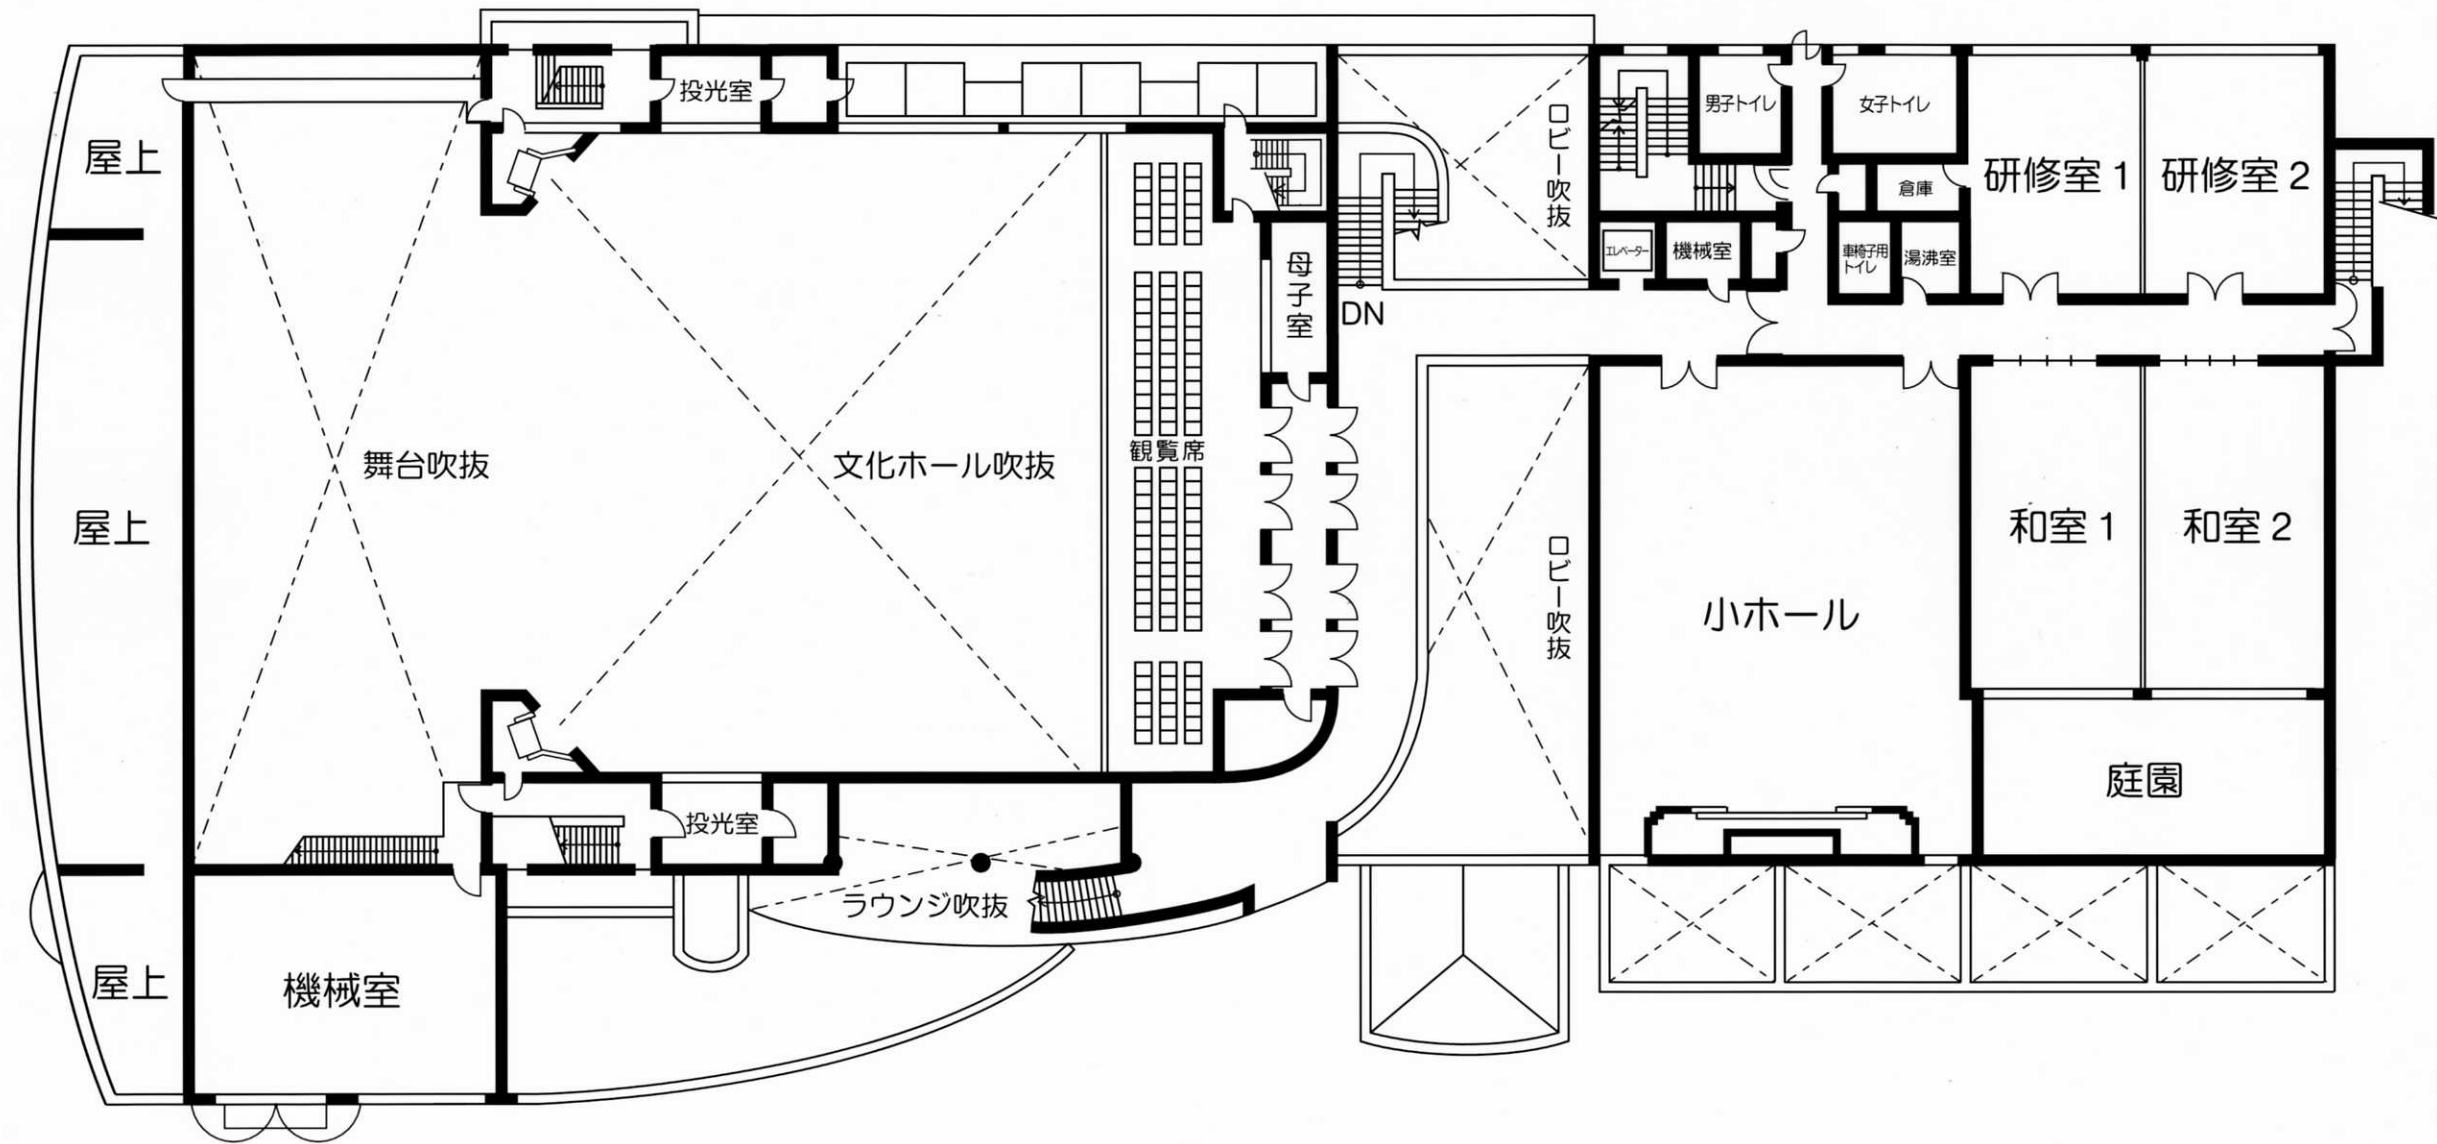 投光室
男子トイレ
女子トイレ
ロビー吹抜
屋上
研修室 1
研修室 2
倉庫
エレベーター
機械室
車椅子用
トイレ
湯沸室
母子室
DN
観覧席
舞台吹抜
文化ホール吹抜
屋上
和室 1
和室 2
ロビー吹抜
小ホール
庭園
投光室
ラウンジ吹抜
屋上
機械室